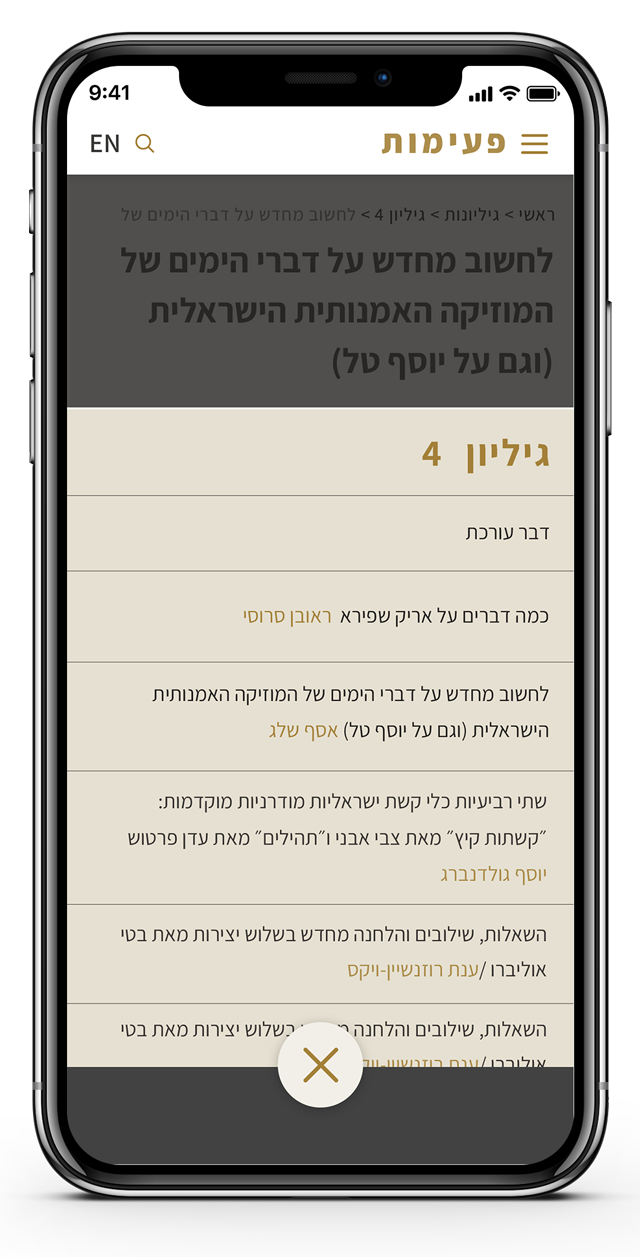 9:41
פעימות
EN
ראשי > גיליונות > גיליון 4 > לחשוב מחדש על דברי הימים של
לחשוב מחדש על דברי הימים של
המוזיקה האמנותית הישראלית
(וגם על יוסף טל)
גיליון 4
דבר עורכת
כמה דברים על אריק שפירא ראובן סרוסי
לחשוב מחדש על דברי הימים של המוזיקה האמנותית
הישראלית (וגם על יוסף טל) אסף שלג
שתי רביעיות כלי קשת ישראליות מודרניות מוקדמות:
״קשתות קיץ״ מאת צבי אבני ו״תהילים״ מאת עדן פרטוש
יוסף גולדנברג
השאלות, שילובים והלחנה מחדש בשלוש יצירות מאת בטי
אוליברו /ענת רוזנשיין-ויקס
השאלות, שילובים והלחנה מחדש בשלוש יצירות מאת בטי
אוליברו /ענת רוזנשיין-ויקס